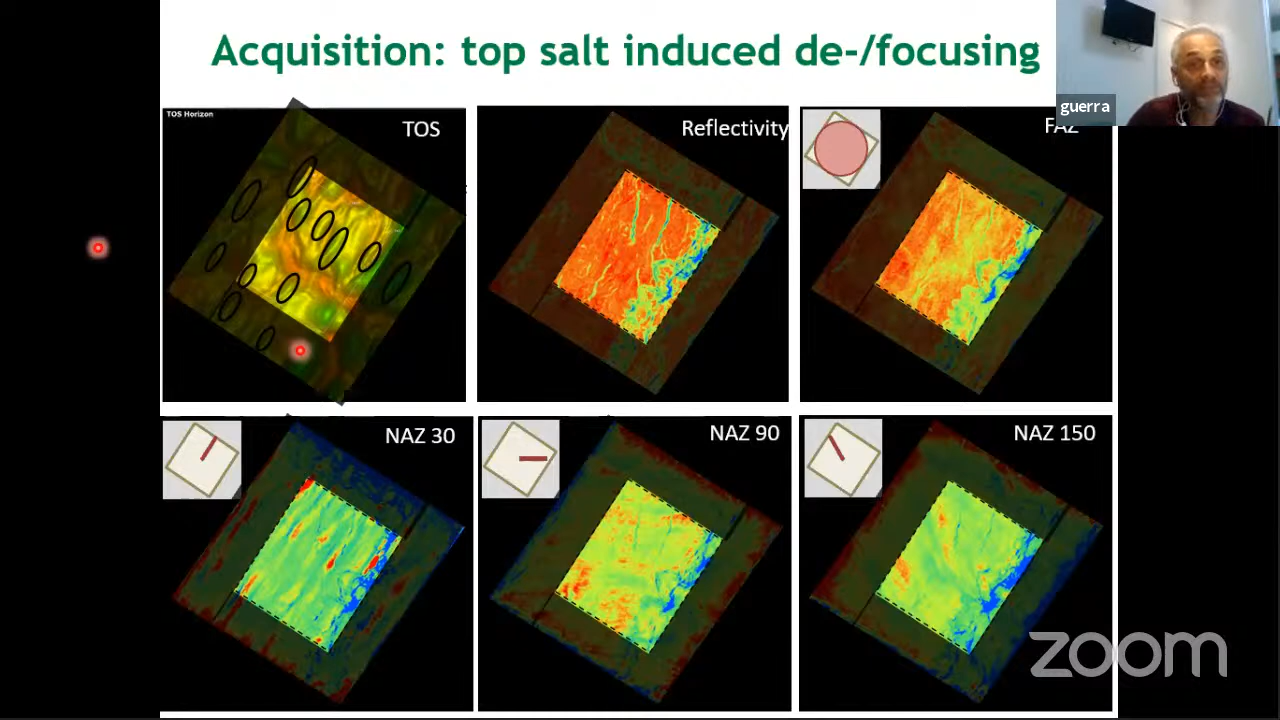 Acquisition: top salt induced de-/focusing
guerra
TOS Horizon
TOS
Reflectivity
FAZ
NAZ 30
NAZ 90
NAZ 150
zoom